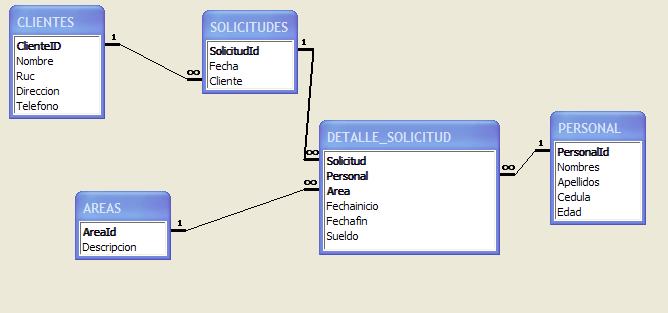 CLIENTES
ClienteID
Nombre
Ruc
Direccion
Telefono
1
∞
SOLICITUDES
SolicitudId
Fecha
Cliente
1
∞
DETALLE_SOLICITUD
Solicitud
Personal
Area
Fechainicio
Fechafin
Sueldo
∞
∞
1
PERSONAL
PersonalId
Nombres
Apellidos
Cedula
Edad
AREAS
AreaId
Descripcion
1